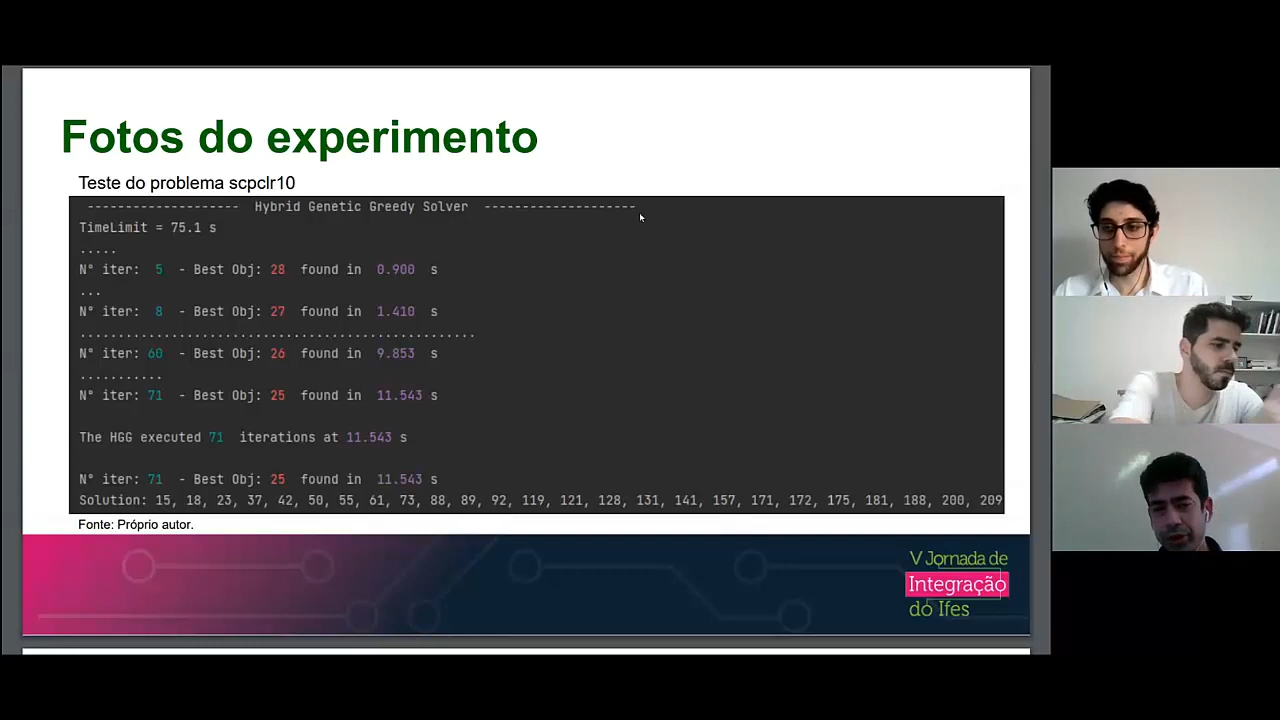 Fotos do experimento
Teste do problema scpclr10
-------------------- Hybrid Genetic Greedy Solver --------------------
TimeLimit = 75.1 s
.....
N° iter: 5 - Best Obj: 28 found in 0.900 s
...
N° iter: 8 - Best Obj: 27 found in 1.410 s
....................................................
N° iter: 60 - Best Obj: 26 found in 9.853 s
...........
N° iter: 71 - Best Obj: 25 found in 11.543 s
The HGG executed 71 iterations at 11.543 s
N° iter: 71 - Best Obj: 25 found in 11.543 s
Solution: 15, 18, 23, 37, 42, 50, 55, 61, 73, 88, 89, 92, 119, 121, 128, 131, 141, 157, 171, 172, 175, 181, 188, 200, 209
Fonte: Próprio autor.
V Jornada de
Integração
do Ifes